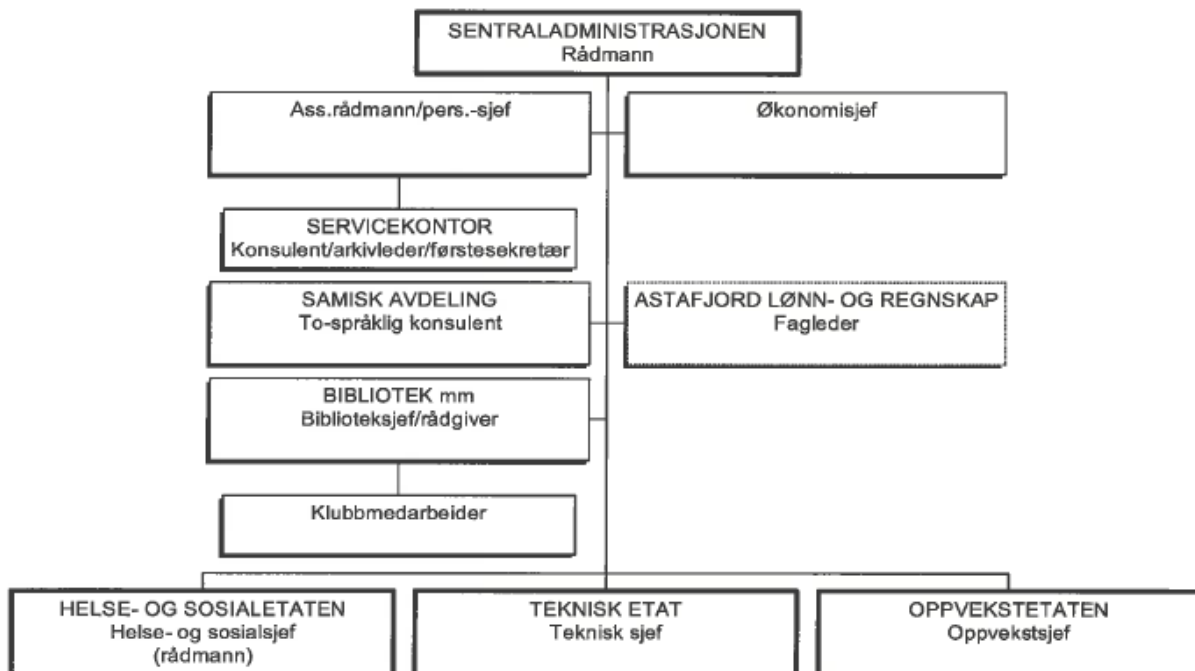 SENTRALADMINISTRASJONEN
Rådmann
Ass.rådmann/pers.-sjef
Økonomisjef
SERVICEKONTOR
Konsulent/arkivleder/førstesekretær
SAMISK AVDELING
To-språklig konsulent
ASTAFJORD LØNN- OG REGNSKAP
Fagleder
BIBLIOTEK mm
Biblioteksjef/rådgiver
Klubbmedarbeider
HELSE- OG SOSIALETATEN
Helse- og sosialsjef
(rådmann)
TEKNISK ETAT
Teknisk sjef
OPPVEKSTETATEN
Oppvekstsjef